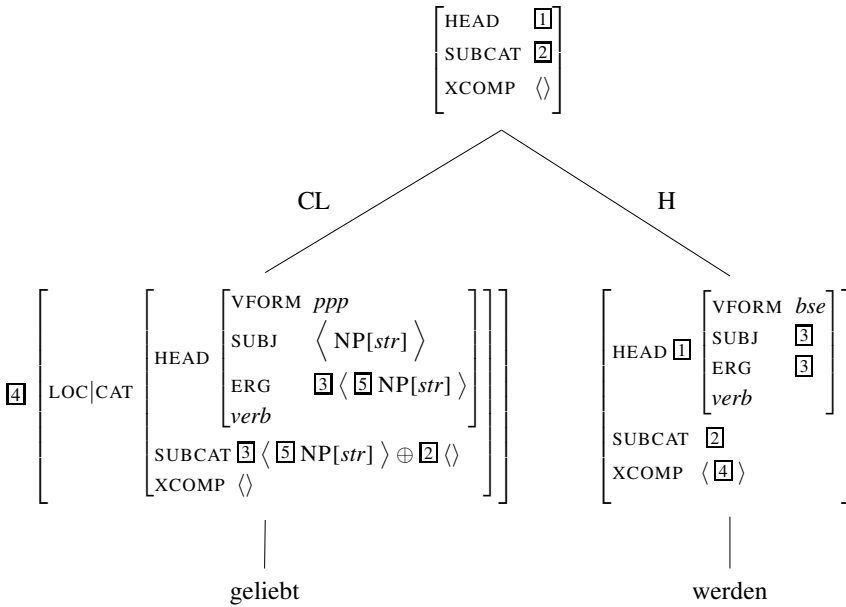 HEAD 1
SUBCAT 2
XCOMP ⟨⟩
CL H
4 LOC|CAT HEAD VFORM ppp
SUBJ ⟨ NP[str] ⟩
ERG 3 ⟨ 5 NP[str] ⟩
verb
SUBCAT 3 ⟨ 5 NP[str] ⟩ ⊕ 2 ⟨⟩
XCOMP ⟨⟩
HEAD 1 VFORM bse
SUBJ 3
ERG 3
verb
SUBCAT 2
XCOMP ⟨ 4 ⟩
geliebt werden